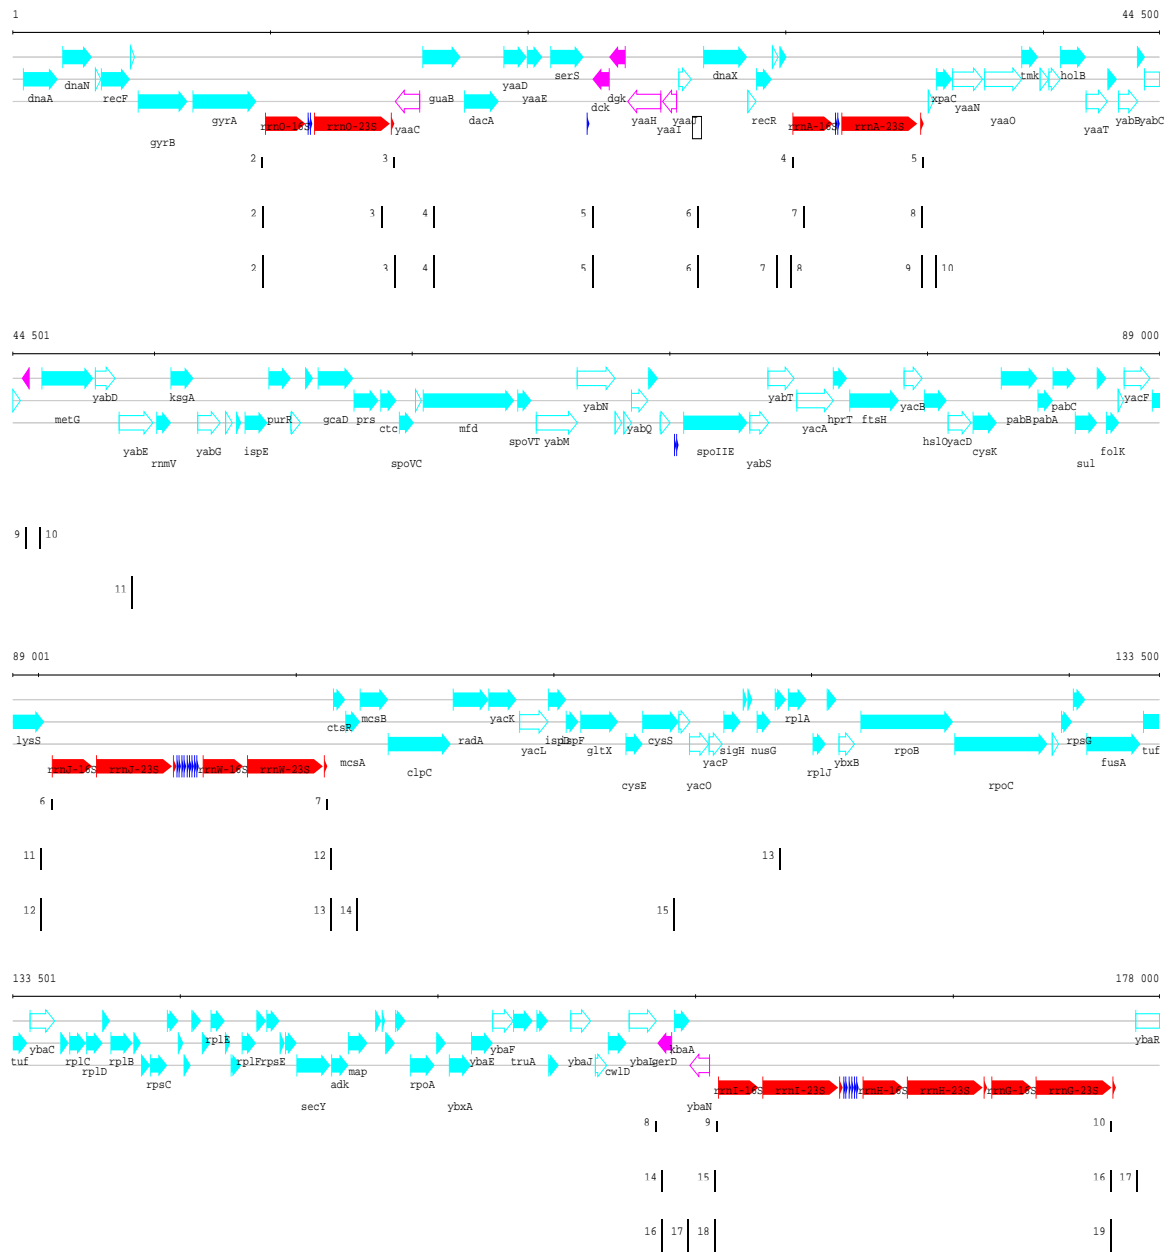 1 44 500
dnaA dnaN recF gyrB gyrA rrnO-16S rrnO-23S yaaC guaB dacA yaaD yaaE serS dck dgk yaaH yaaI yaaJ dnaX recR rrnA-16S rrnA-23S xpaC yaaN yaaO tmk holB yaaT yabB yabC
2 3 4 5
2 3 4 5 6 7 8
2 3 4 5 6 7 8 9 10
44 501 89 000
metG yabD yabE rnmV ksgA yabG ispE purR gcaD prs ctc spoVC mfd spoVT yabM yabN yabQ spoIIE yabS yabT yacA hprT ftsH yacB hslO yacD cysK pabB pabA pabC sul folK yacF
9 10
11
89 001 133 500
lysS rrnJ-16S rrnJ-23S rrnW-16S rrnW-23S ctsR mcsA mcsB clpC radA yacK yacL ispD ispF gltX cysE cysS yacO yacP sigH nusG rplA rplJ ybxB rpoB rpoC rpsG fusA tuf
6 7
11 12 13
12 13 14 15
133 501 178 000
tuf ybaC rplC rplD rplB rpsC rplE rplF rpsE secY adk map rpoA ybxA ybaE ybaF truA ybaJ cwlD ybaL gerD kbaA ybaN rrnI-16S rrnI-23S rrnH-16S rrnH-23S rrnG-16S rrnG-23S ybaR
8 9 10
14 15 16 17
16 17 18 19